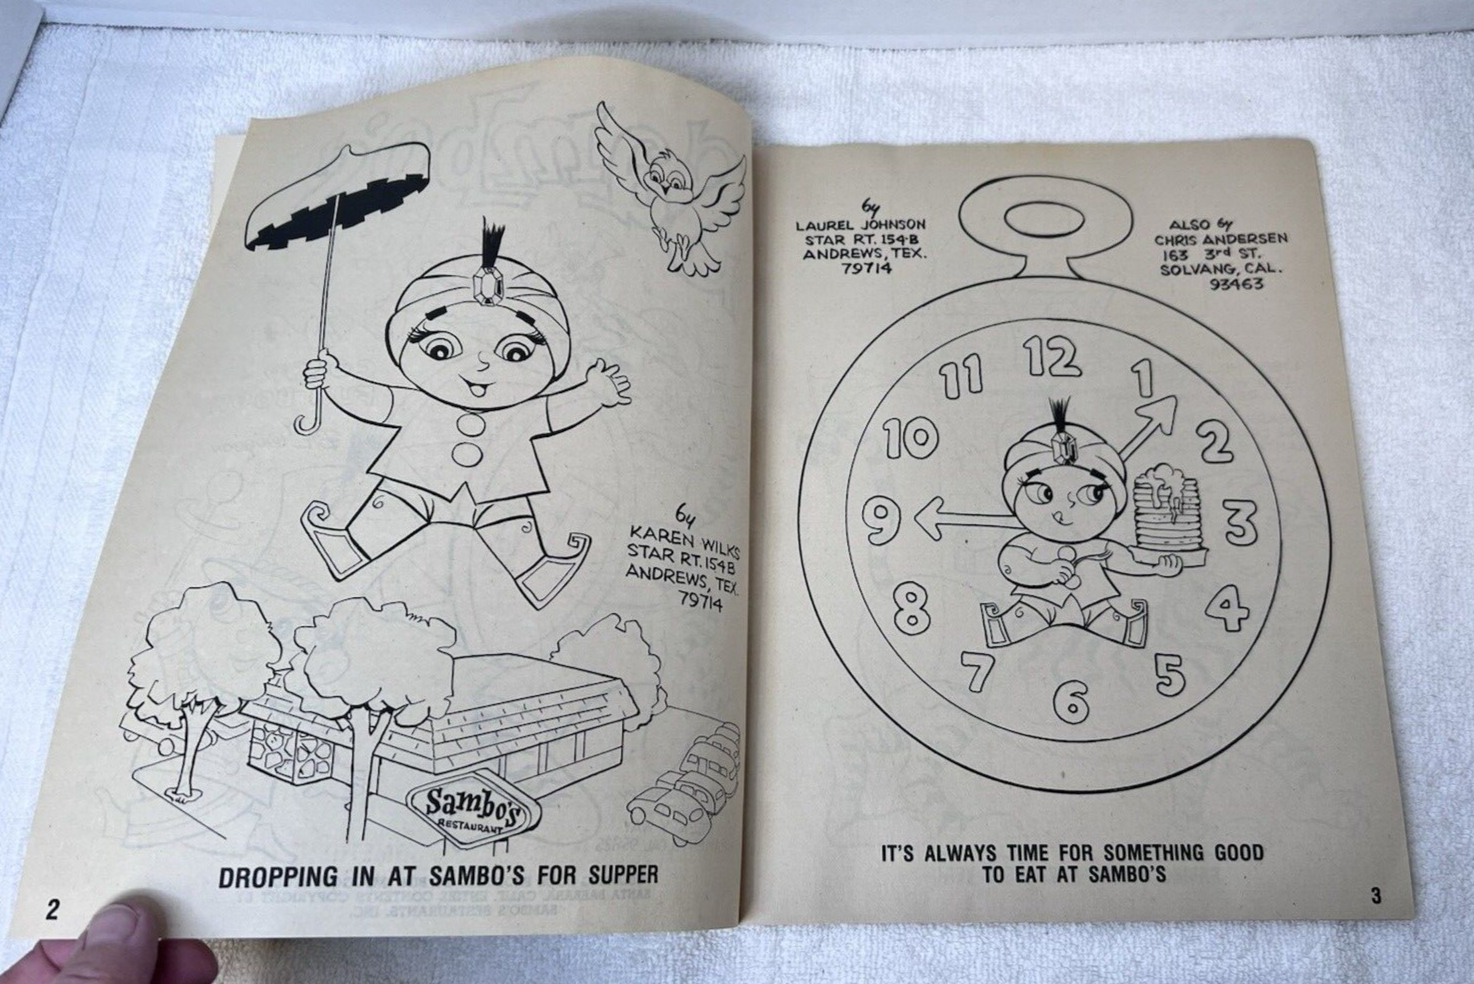 by
KAREN WILKS
STAR RT. 154B
ANDREWS, TEX.
79714
Sambo's
RESTAURANT
DROPPING IN AT SAMBO'S FOR SUPPER
2
by
LAUREL JOHNSON
STAR RT. 154-B
ANDREWS, TEX.
79714
ALSO by
CHRIS ANDERSEN
163 3rd ST.
SOLVANG, CAL.
93463
12
11
1
10
2
9
3
8
4
7
5
6
IT'S ALWAYS TIME FOR SOMETHING GOOD
TO EAT AT SAMBO'S
3